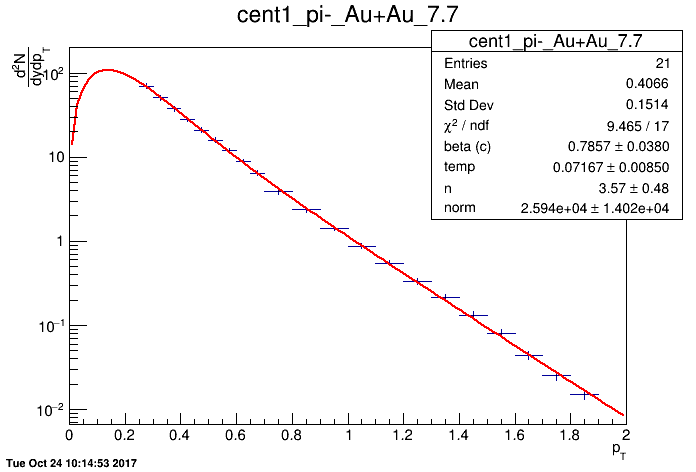 cent1_pi-_Au+Au_7.7
d²N
dydp_T
cent1_pi-_Au+Au_7.7
Entries 21
Mean 0.4066
Std Dev 0.1514
χ² / ndf 9.465 / 17
beta (c) 0.7857 ± 0.0380
temp 0.07167 ± 0.00850
n 3.57 ± 0.48
norm 2.594e+04 ± 1.402e+04
10²
10
1
10⁻¹
10⁻²
0 0.2 0.4 0.6 0.8 1 1.2 1.4 1.6 1.8 2
p_T
Tue Oct 24 10:14:53 2017